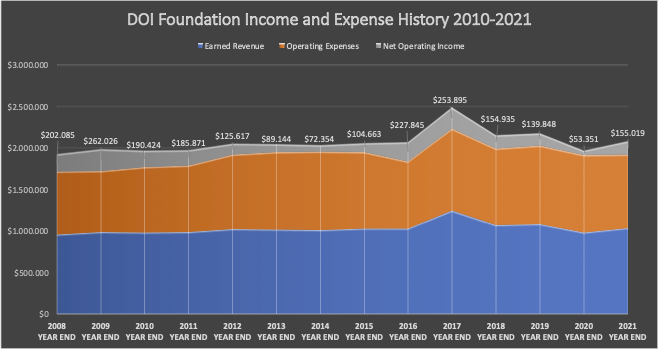 DOI Foundation Income and Expense History 2010-2021
Earned Revenue Operating Expenses Net Operating Income
$3.000.000
$2.500.000
$2.000.000
$1.500.000
$1.000.000
$500.000
$0
$202.085 $262.026 $190.424 $185.871 $125.617 $89.144 $72.354 $104.663 $227.845 $253.895 $154.935 $139.848 $53.351 $155.019
2008 2009 2010 2011 2012 2013 2014 2015 2016 2017 2018 2019 2020 2021
YEAR END YEAR END YEAR END YEAR END YEAR END YEAR END YEAR END YEAR END YEAR END YEAR END YEAR END YEAR END YEAR END YEAR END